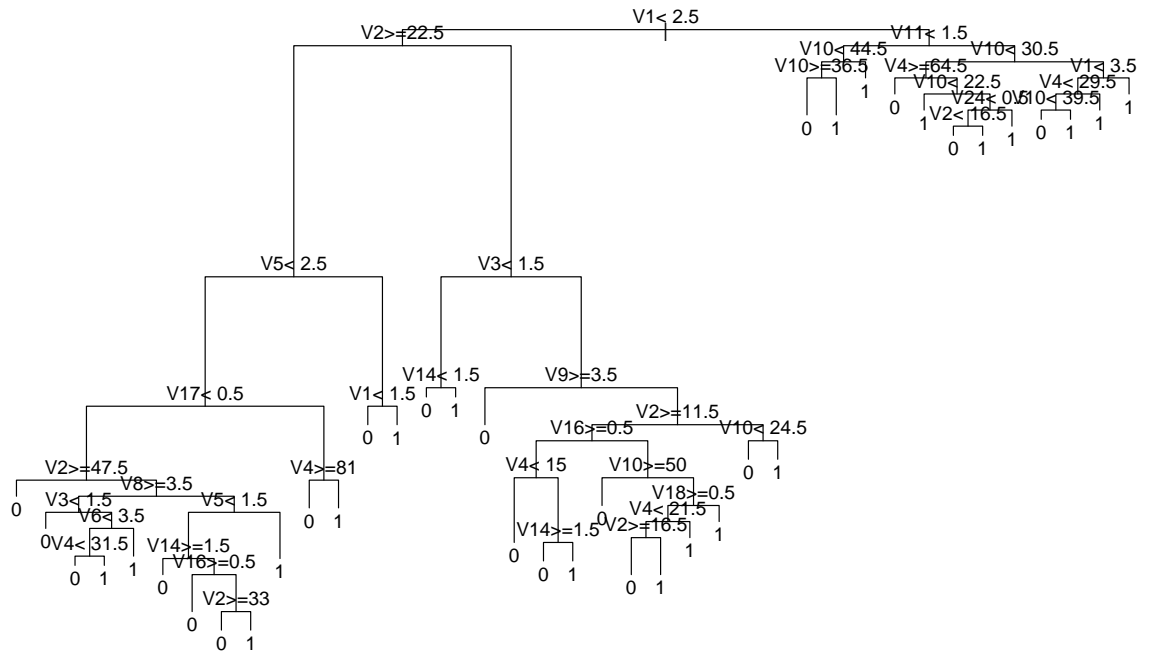 V1< 2.5
V2>=22.5
V11< 1.5
V10< 44.5
V10< 30.5
V10>=36.5
V4>=64.5
V1< 3.5
1
V10< 22.5
V4< 29.5
0
V24< 0.5
V10< 39.5
1
0
1
1
V2< 16.5
1
0
1
1
0
1
V5< 2.5
V3< 1.5
V14< 1.5
V9>=3.5
V17< 0.5
V1< 1.5
0
1
V2>=11.5
0
1
0
V16>=0.5
V10< 24.5
V2>=47.5
V4>=81
V4< 15
V10>=50
0
1
V8>=3.5
V18>=0.5
V3< 1.5
V5< 1.5
0
V4< 21.5
V6< 3.5
0
1
0
V2>=16.5
V14>=1.5
1
0
V4< 31.5
V14>=1.5
0
1
V16>=0.5
1
1
0
1
0
0
1
0
1
0
1
V2>=33
0
0
1